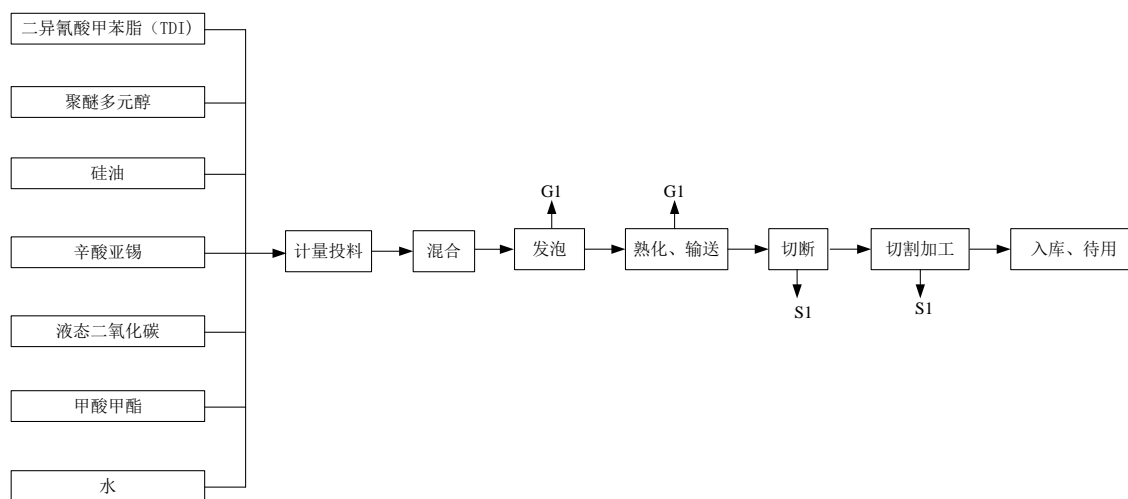 二异氰酸甲苯脂（TDI）
聚醚多元醇
硅油
辛酸亚锡
液态二氧化碳
甲酸甲酯
水
计量投料
混合
G1
发泡
G1
熟化、输送
切断
S1
切割加工
S1
入库、待用